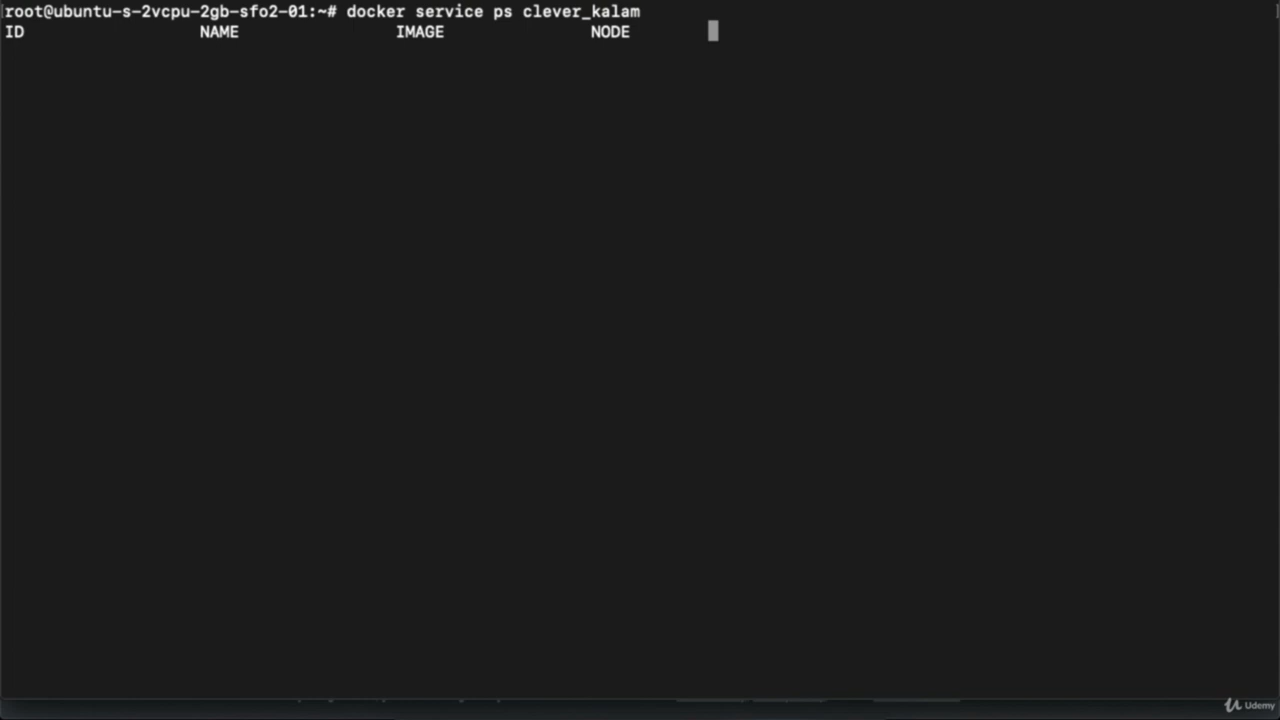 root@ubuntu-s-2vcpu-2gb-sfo2-01:~# docker service ps clever_kalam
ID NAME IMAGE NODE
Udemy